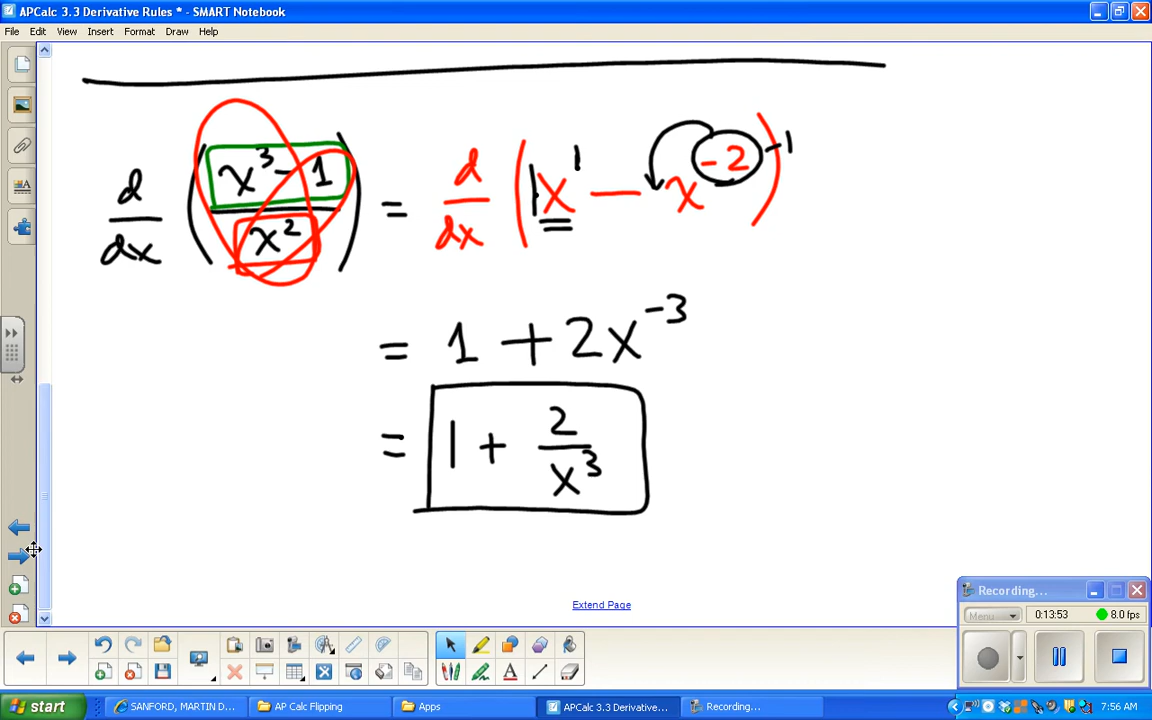 APCalc 3.3 Derivative Rules * - SMART Notebook
File Edit View Insert Format Draw Help
d/dx ( (x³ - 1) / x² ) = d/dx ( 1x¹ - x⁻² ) -1
= 1 + 2x⁻³
= 1 + 2/x³
Extend Page
Recording...
Menu 0:13:53 8.0 fps
start SANFORD, MARTIN D... AP Calc Flipping Apps APCalc 3.3 Derivative... Recording... 7:56 AM